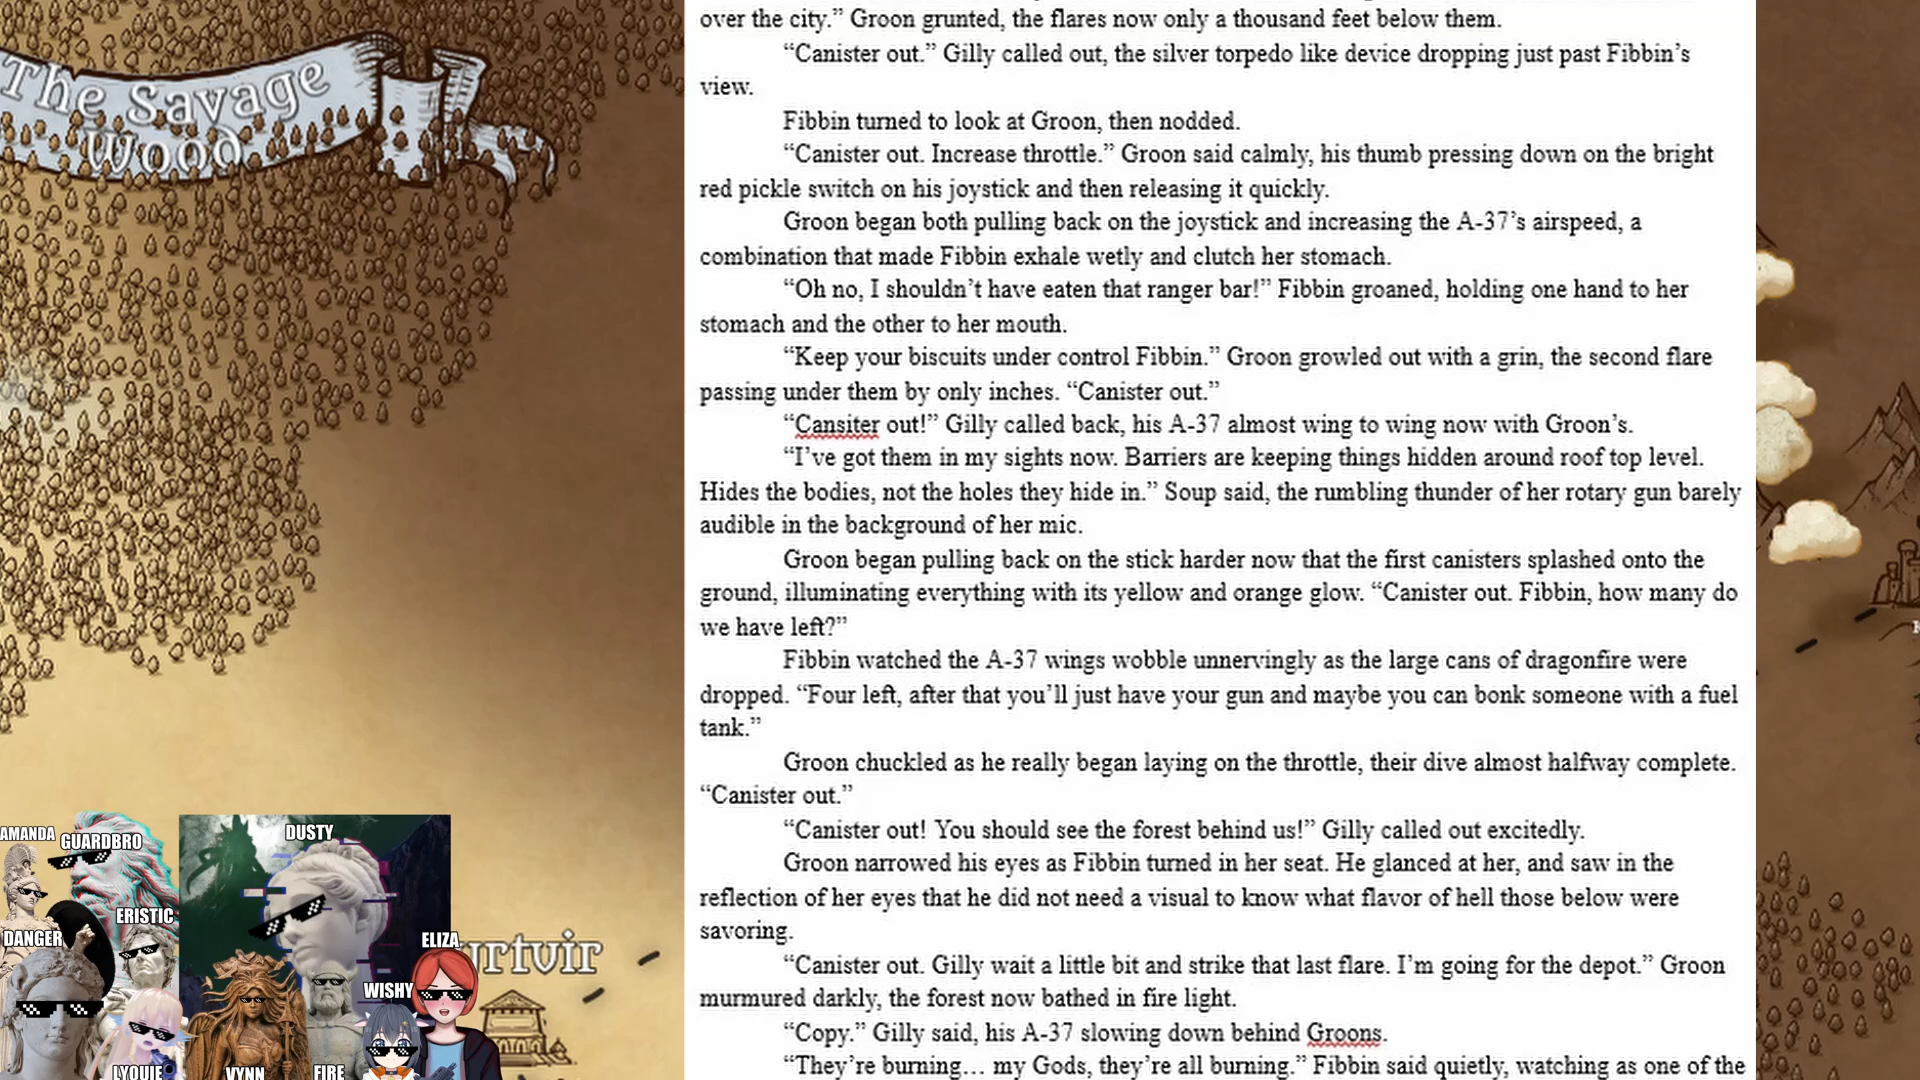 The Savage
Wood
over the city.” Groon grunted, the flares now only a thousand feet below them.
“Canister out.” Gilly called out, the silver torpedo like device dropping just past Fibbin’s
view.
Fibbin turned to look at Groon, then nodded.
“Canister out. Increase throttle.” Groon said calmly, his thumb pressing down on the bright
red pickle switch on his joystick and then releasing it quickly.
Groon began both pulling back on the joystick and increasing the A-37’s airspeed, a
combination that made Fibbin exhale wetly and clutch her stomach.
“Oh no, I shouldn’t have eaten that ranger bar!” Fibbin groaned, holding one hand to her
stomach and the other to her mouth.
“Keep your biscuits under control Fibbin.” Groon growled out with a grin, the second flare
passing under them by only inches. “Canister out.”
“Cansiter out!” Gilly called back, his A-37 almost wing to wing now with Groon’s.
“I’ve got them in my sights now. Barriers are keeping things hidden around roof top level.
Hides the bodies, not the holes they hide in.” Soup said, the rumbling thunder of her rotary gun barely
audible in the background of her mic.
Groon began pulling back on the stick harder now that the first canisters splashed onto the
ground, illuminating everything with its yellow and orange glow. “Canister out. Fibbin, how many do
we have left?”
Fibbin watched the A-37 wings wobble unnervingly as the large cans of dragonfire were
dropped. “Four left, after that you’ll just have your gun and maybe you can bonk someone with a fuel
tank.”
Groon chuckled as he really began laying on the throttle, their dive almost halfway complete.
“Canister out.”
“Canister out! You should see the forest behind us!” Gilly called out excitedly.
Groon narrowed his eyes as Fibbin turned in her seat. He glanced at her, and saw in the
reflection of her eyes that he did not need a visual to know what flavor of hell those below were
savoring.
“Canister out. Gilly wait a little bit and strike that last flare. I’m going for the depot.” Groon
murmured darkly, the forest now bathed in fire light.
“Copy.” Gilly said, his A-37 slowing down behind Groons.
“They’re burning… my Gods, they’re all burning.” Fibbin said quietly, watching as one of the
AMANDA
GUARDBRO
DUSTY
ERISTIC
DANGER
ELIZA
WISHY
LYQUIE
VYNN
FIRE